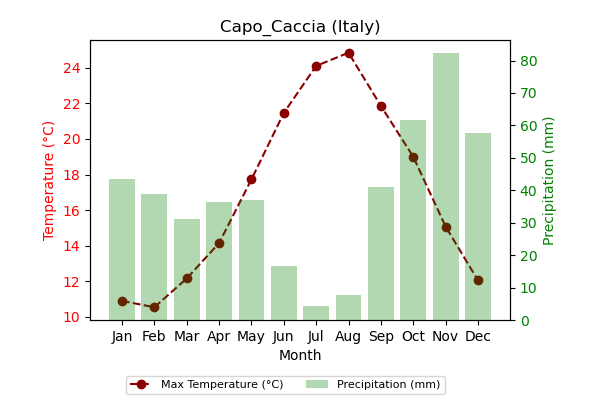 Capo_Caccia (Italy)
Temperature (°C)
24
22
20
18
16
14
12
10
80
70
60
50
40
30
20
10
0
Precipitation (mm)
Jan Feb Mar Apr May Jun Jul Aug Sep Oct Nov Dec
Month
Max Temperature (°C) Precipitation (mm)